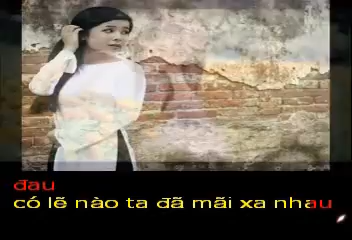 đau
có lẽ nào ta đã mãi xa nhau